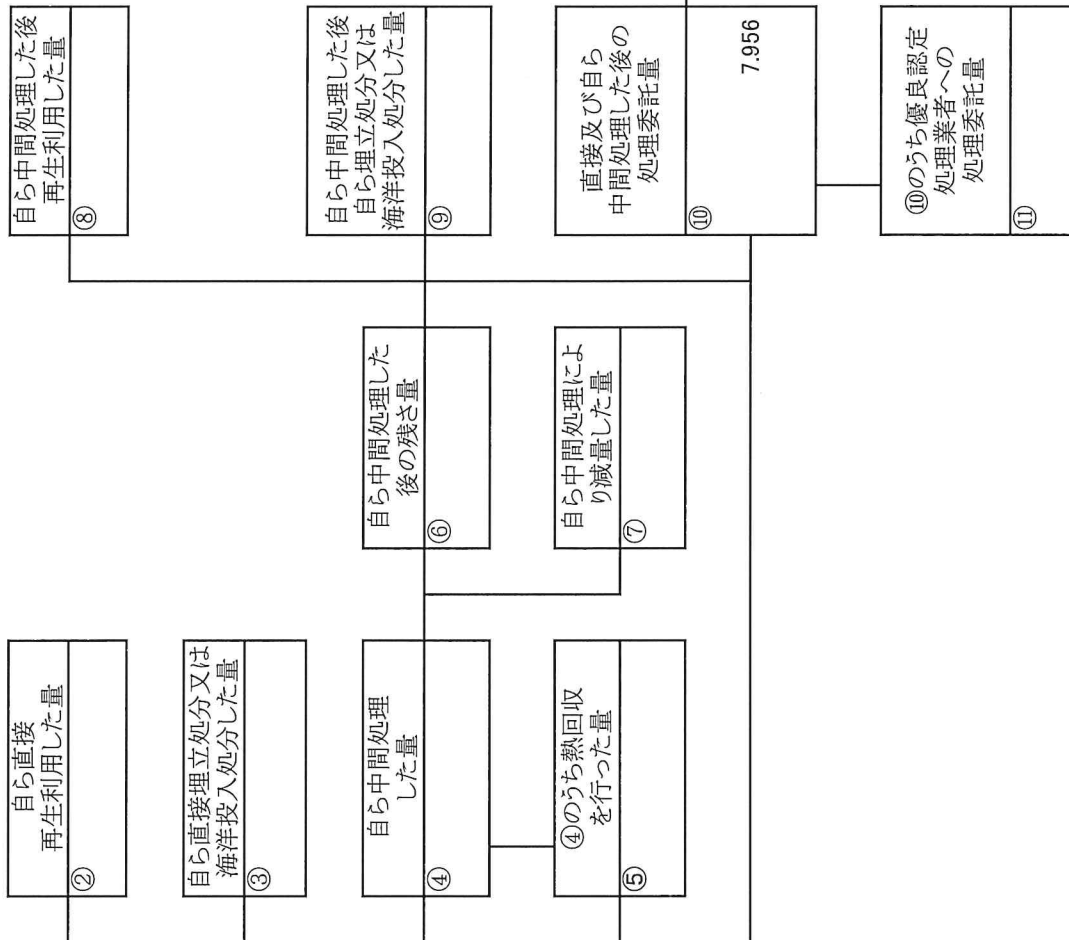 自ら直接
再生利用した量
②
自ら直接埋立処分又は
海洋投入処分した量
③
自ら中間処理
した量
④
④のうち熱回収
を行った量
⑤
自ら中間処理した
後の残さ量
⑥
自ら中間処理によ
り減量した量
⑦
自ら中間処理した後
再生利用した量
⑧
自ら中間処理した後
自ら埋立処分又は
海洋投入処分した量
⑨
直接及び自ら
中間処理した後の
処理委託量
⑩
7.956
⑩のうち優良認定
処理業者への
処理委託量
⑪